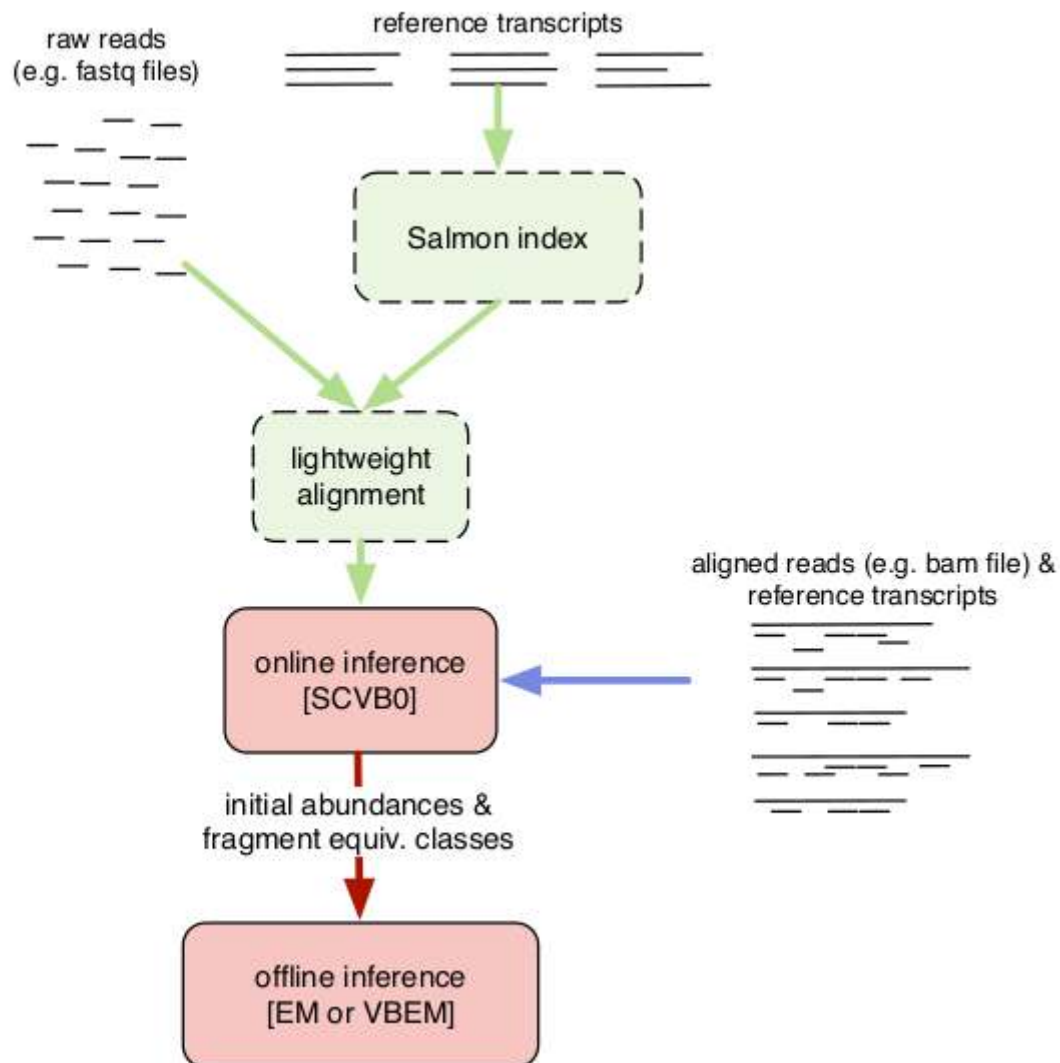 raw reads
(e.g. fastq files)
reference transcripts
Salmon index
lightweight
alignment
aligned reads (e.g. bam file) &
reference transcripts
online inference
[SCVB0]
initial abundances &
fragment equiv. classes
offline inference
[EM or VBEM]